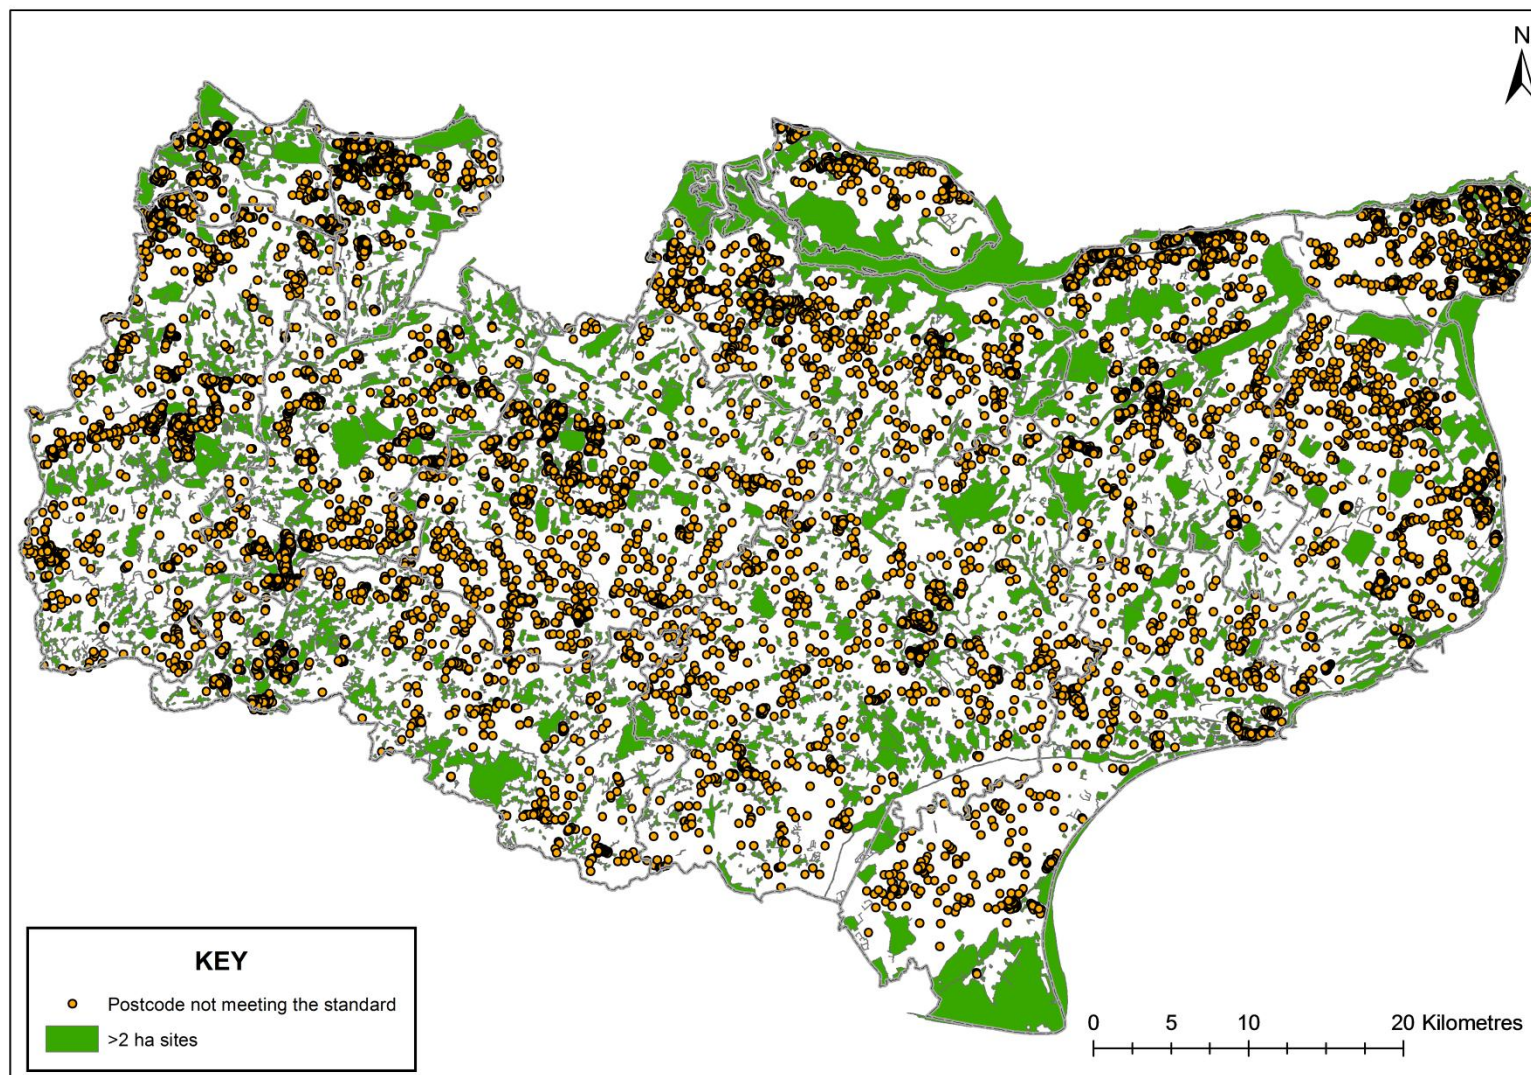 N
KEY
Postcode not meeting the standard
>2 ha sites
0 5 10 20 Kilometres